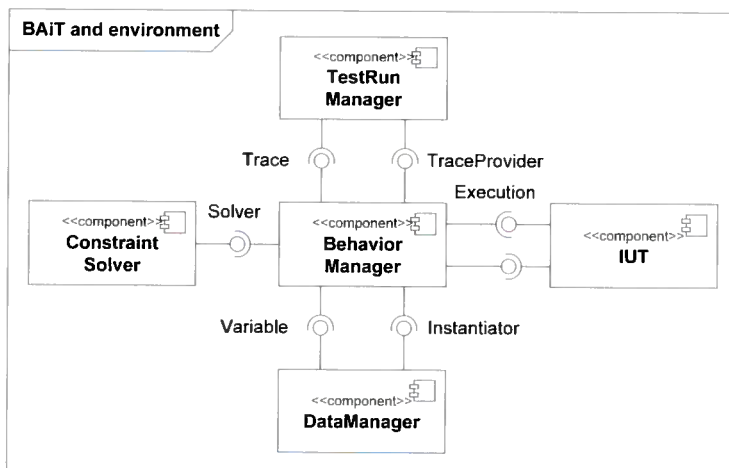 BAiT and environment
<<component>>
TestRun
Manager
Trace
TraceProvider
Execution
Solver
<<component>>
Constraint
Solver
<<component>>
Behavior
Manager
<<component>>
IUT
Variable
Instantiator
<<component>>
DataManager